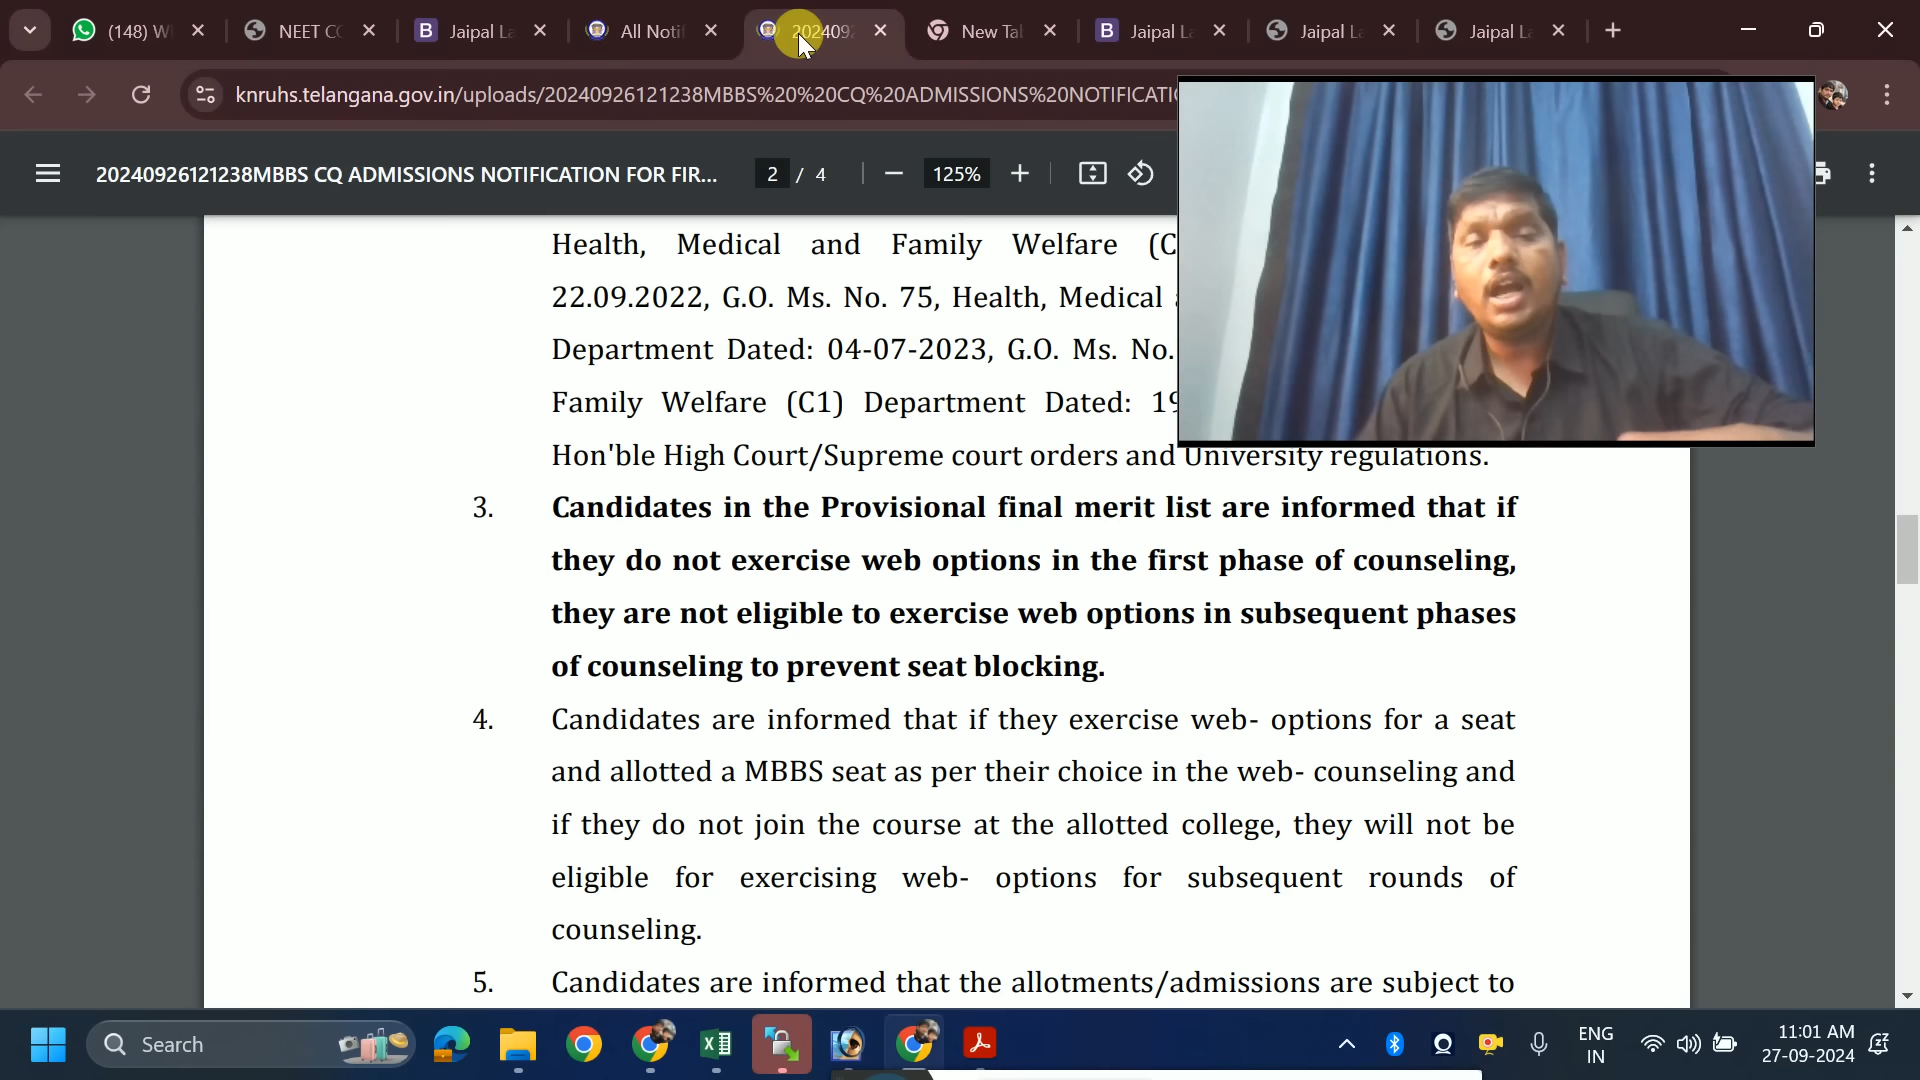 (148) W
NEET CC
Jaipal La
All Notif
202409
New Tab
Jaipal La
Jaipal La
Jaipal La
knruhs.telangana.gov.in/uploads/20240926121238MBBS%20%20CQ%20ADMISSIONS%20NOTIFICATI
20240926121238MBBS CQ ADMISSIONS NOTIFICATION FOR FIR...
2 / 4
125%
Health, Medical and Family Welfare (C
22.09.2022, G.O. Ms. No. 75, Health, Medical
Department Dated: 04-07-2023, G.O. Ms. No.
Family Welfare (C1) Department Dated: 19
Hon'ble High Court/Supreme court orders and University regulations.
3. Candidates in the Provisional final merit list are informed that if
they do not exercise web options in the first phase of counseling,
they are not eligible to exercise web options in subsequent phases
of counseling to prevent seat blocking.
4. Candidates are informed that if they exercise web- options for a seat
and allotted a MBBS seat as per their choice in the web- counseling and
if they do not join the course at the allotted college, they will not be
eligible for exercising web- options for subsequent rounds of
counseling.
5. Candidates are informed that the allotments/admissions are subject to
Search
ENG
IN
11:01 AM
27-09-2024